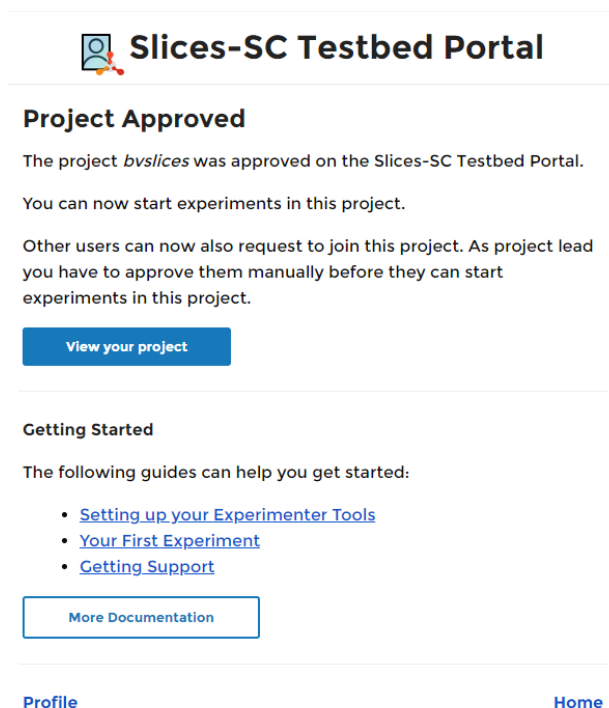 Slices-SC Testbed Portal
Project Approved
The project bvslices was approved on the Slices-SC Testbed Portal.
You can now start experiments in this project.
Other users can now also request to join this project. As project lead
you have to approve them manually before they can start
experiments in this project.
View your project
Getting Started
The following guides can help you get started:
• Setting up your Experimenter Tools
• Your First Experiment
• Getting Support
More Documentation
Profile
Home